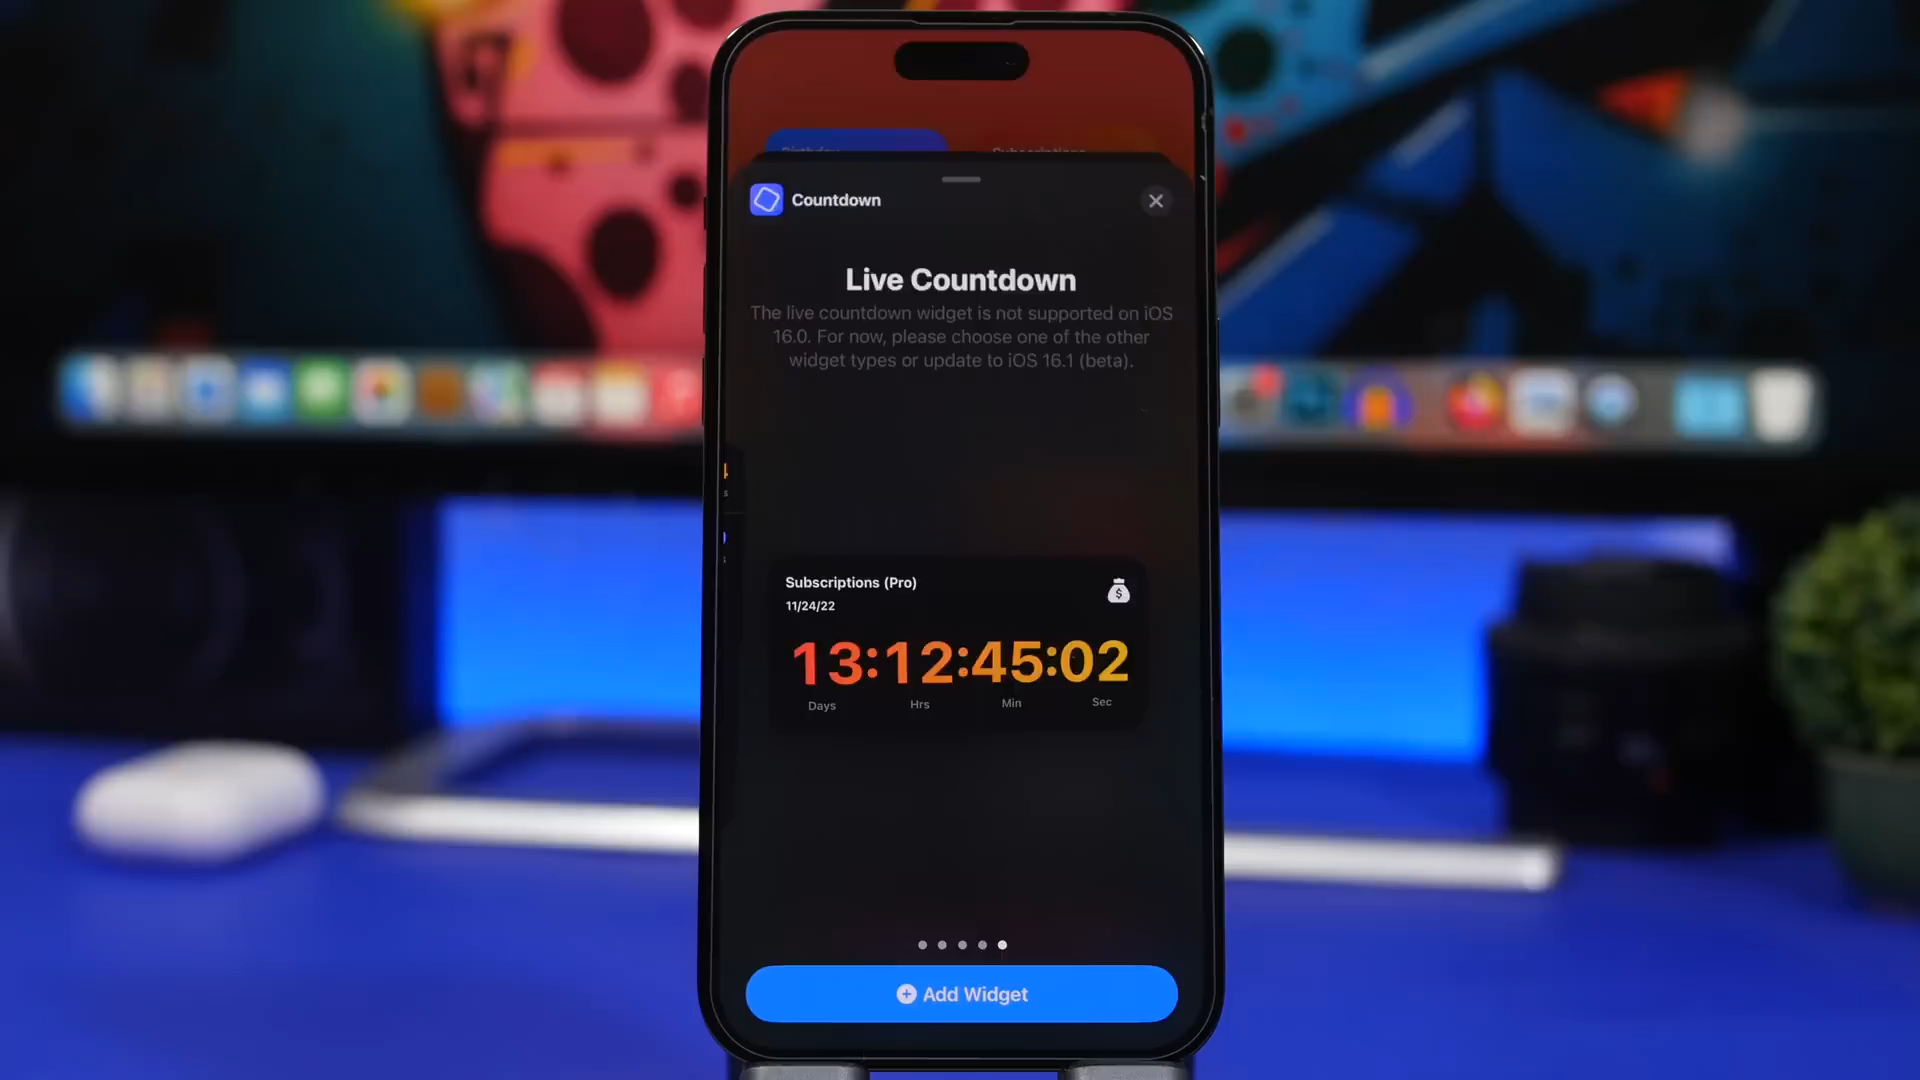 Birthday
Subscriptions
Countdown
Live Countdown
The live countdown widget is not supported on iOS
16.0. For now, please choose one of the other
widget types or update to iOS 16.1 (beta).
Subscriptions (Pro)
11/24/22
$
13:12:45:02
Days Hrs Min Sec
Add Widget